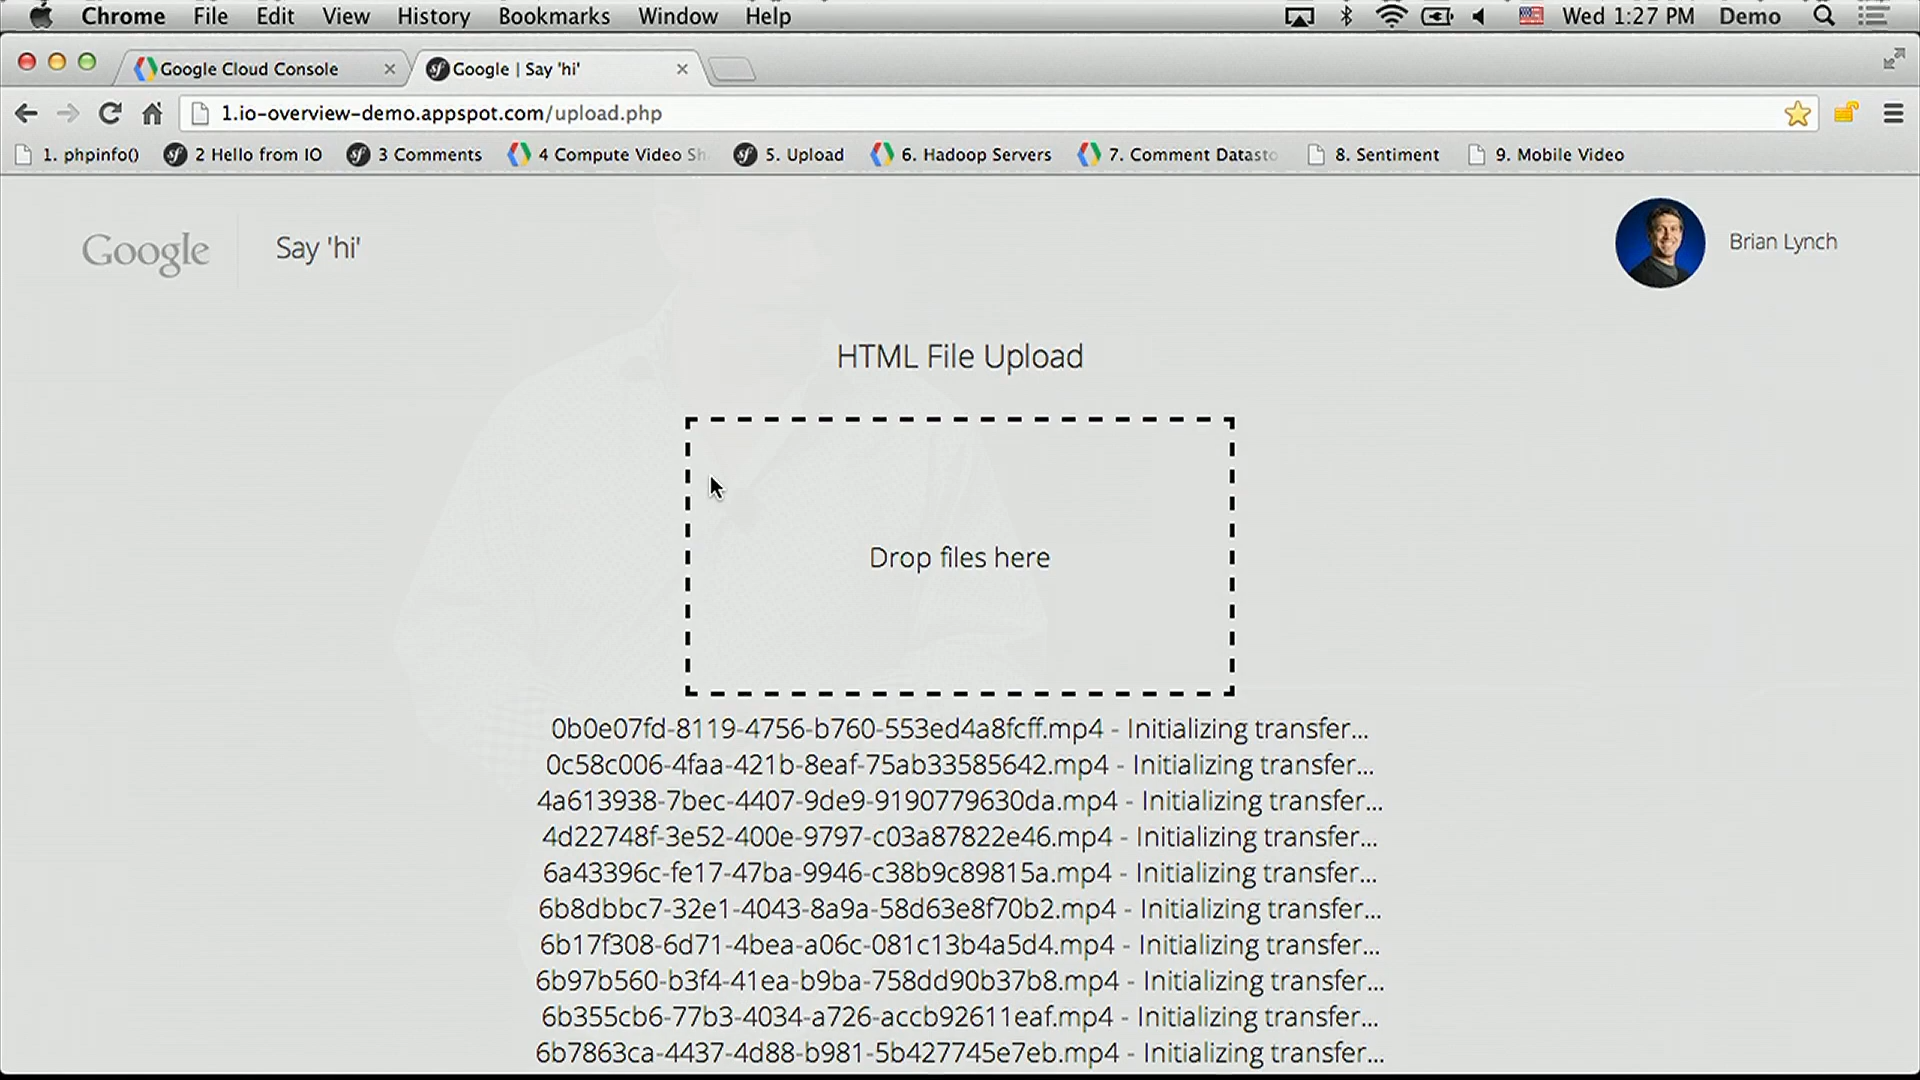 Chrome File Edit View History Bookmarks Window Help Wed 1:27 PM Demo
Google Cloud Console Google | Say 'hi'
1.io-overview-demo.appspot.com/upload.php
1. phpinfo() 2 Hello from IO 3 Comments 4 Compute Video Sh 5. Upload 6. Hadoop Servers 7. Comment Datasto 8. Sentiment 9. Mobile Video
Google Say 'hi' Brian Lynch
HTML File Upload
Drop files here
0b0e07fd-8119-4756-b760-553ed4a8fcff.mp4 - Initializing transfer...
0c58c006-4faa-421b-8eaf-75ab33585642.mp4 - Initializing transfer...
4a613938-7bec-4407-9de9-9190779630da.mp4 - Initializing transfer...
4d22748f-3e52-400e-9797-c03a87822e46.mp4 - Initializing transfer...
6a43396c-fe17-47ba-9946-c38b9c89815a.mp4 - Initializing transfer...
6b8dbbc7-32e1-4043-8a9a-58d63e8f70b2.mp4 - Initializing transfer...
6b17f308-6d71-4bea-a06c-081c13b4a5d4.mp4 - Initializing transfer...
6b97b560-b3f4-41ea-b9ba-758dd90b37b8.mp4 - Initializing transfer...
6b355cb6-77b3-4034-a726-accb92611eaf.mp4 - Initializing transfer...
6b7863ca-4437-4d88-b981-5b427745e7eb.mp4 - Initializing transfer...